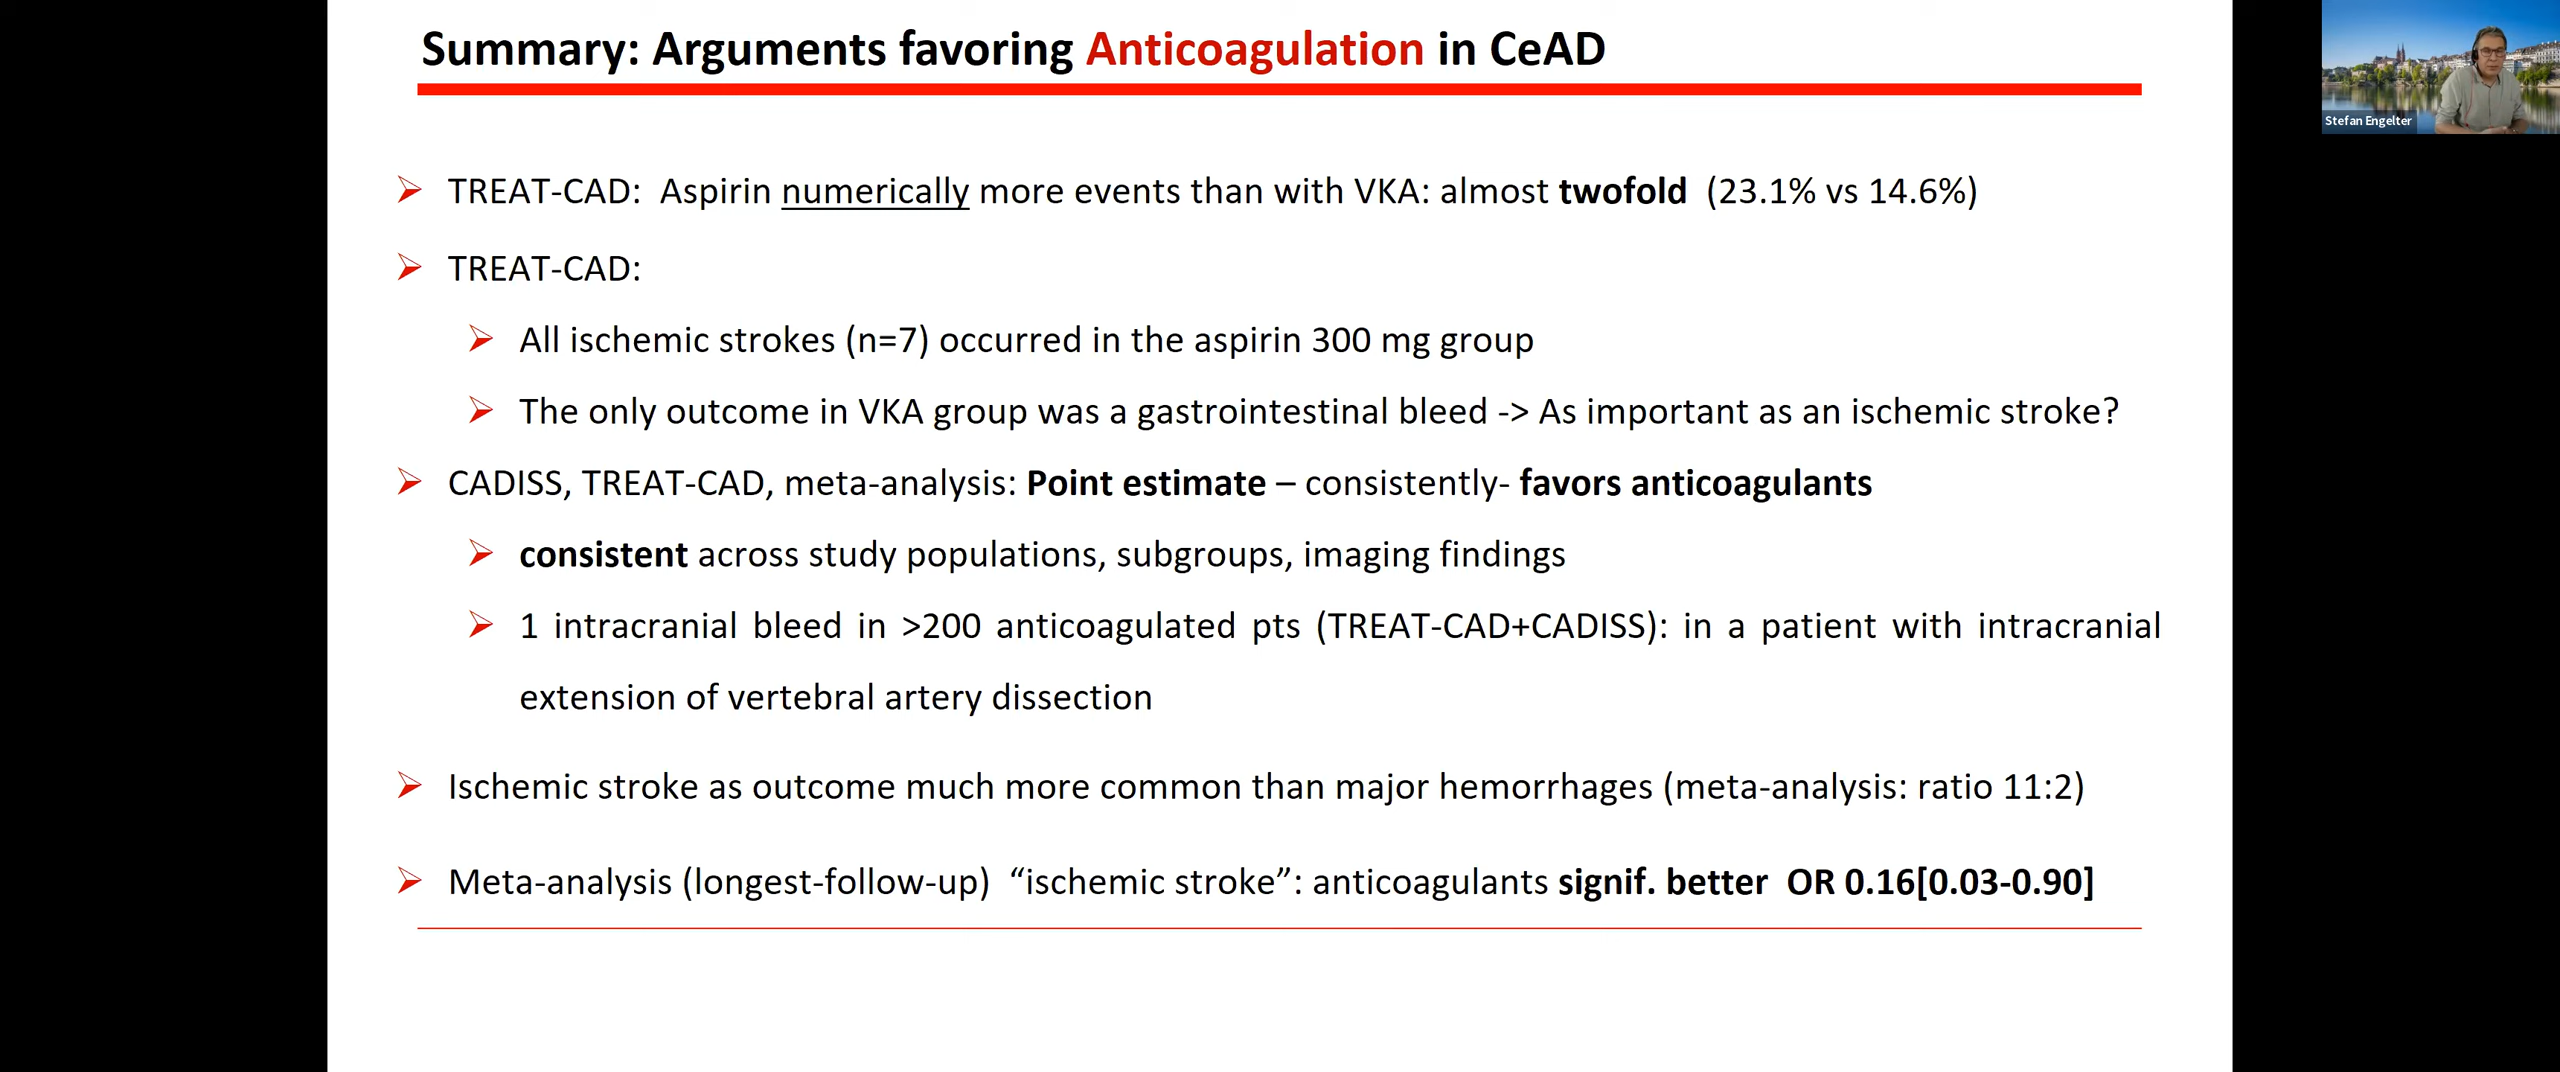 Summary: Arguments favoring Anticoagulation in CeAD
Stefan Engelter
TREAT-CAD: Aspirin numerically more events than with VKA: almost twofold (23.1% vs 14.6%)
TREAT-CAD:
All ischemic strokes (n=7) occurred in the aspirin 300 mg group
The only outcome in VKA group was a gastrointestinal bleed -> As important as an ischemic stroke?
CADISS, TREAT-CAD, meta-analysis: Point estimate – consistently- favors anticoagulants
consistent across study populations, subgroups, imaging findings
1 intracranial bleed in >200 anticoagulated pts (TREAT-CAD+CADISS): in a patient with intracranial
extension of vertebral artery dissection
Ischemic stroke as outcome much more common than major hemorrhages (meta-analysis: ratio 11:2)
Meta-analysis (longest-follow-up) “ischemic stroke”: anticoagulants signif. better OR 0.16[0.03-0.90]